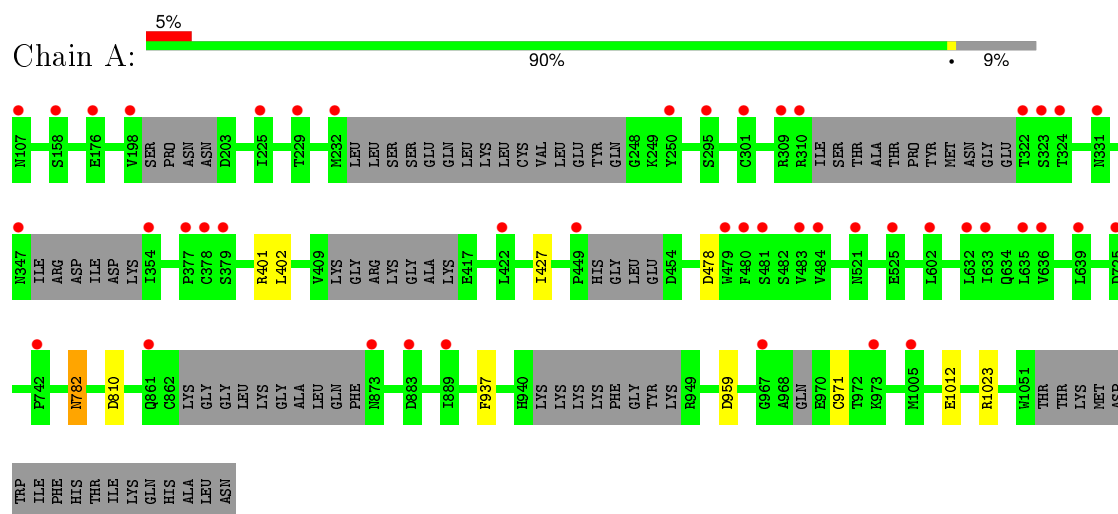 5%
Chain A:
90%
•
9%
N107 S158 E176 V198 SER PRO ASN ASN D203 I225 T229 M232 LEU LEU SER SER GLU GLN LEU LYS LEU CYS VAL LEU GLU TYR GLN G248 K249 Y250 S295 C301 R309 R310 ILE SER THR ALA THR PRO TYR MET ASN GLY GLU T322 S323 T324 N331
N347 ILE ARG ASP ILE ASP LYS I354 P377 C378 S379 R401 L402 V409 LYS GLY ARG LYS GLY ALA LYS E417 L422 I427 P449 HIS GLY LEU GLU D454 D478 W479 F480 S481 S482 V483 V484 N521 E525 L602 L632 I633 Q634 L635 V636 L639
P742 N782 D810 Q861 C862 LYS GLY GLY LEU LYS GLY ALA LEU GLN PHE N873 D883 I889 F937 H940 LYS LYS LYS LYS PHE GLY TYR LYS R949 D959 G967 A968 GLN E970 C971 T972 K973 M1005 E1012 R1023 W1051 THR THR LYS MET ASP
TRP ILE PHE HIS THR ILE LYS GLN HIS ALA LEU ASN